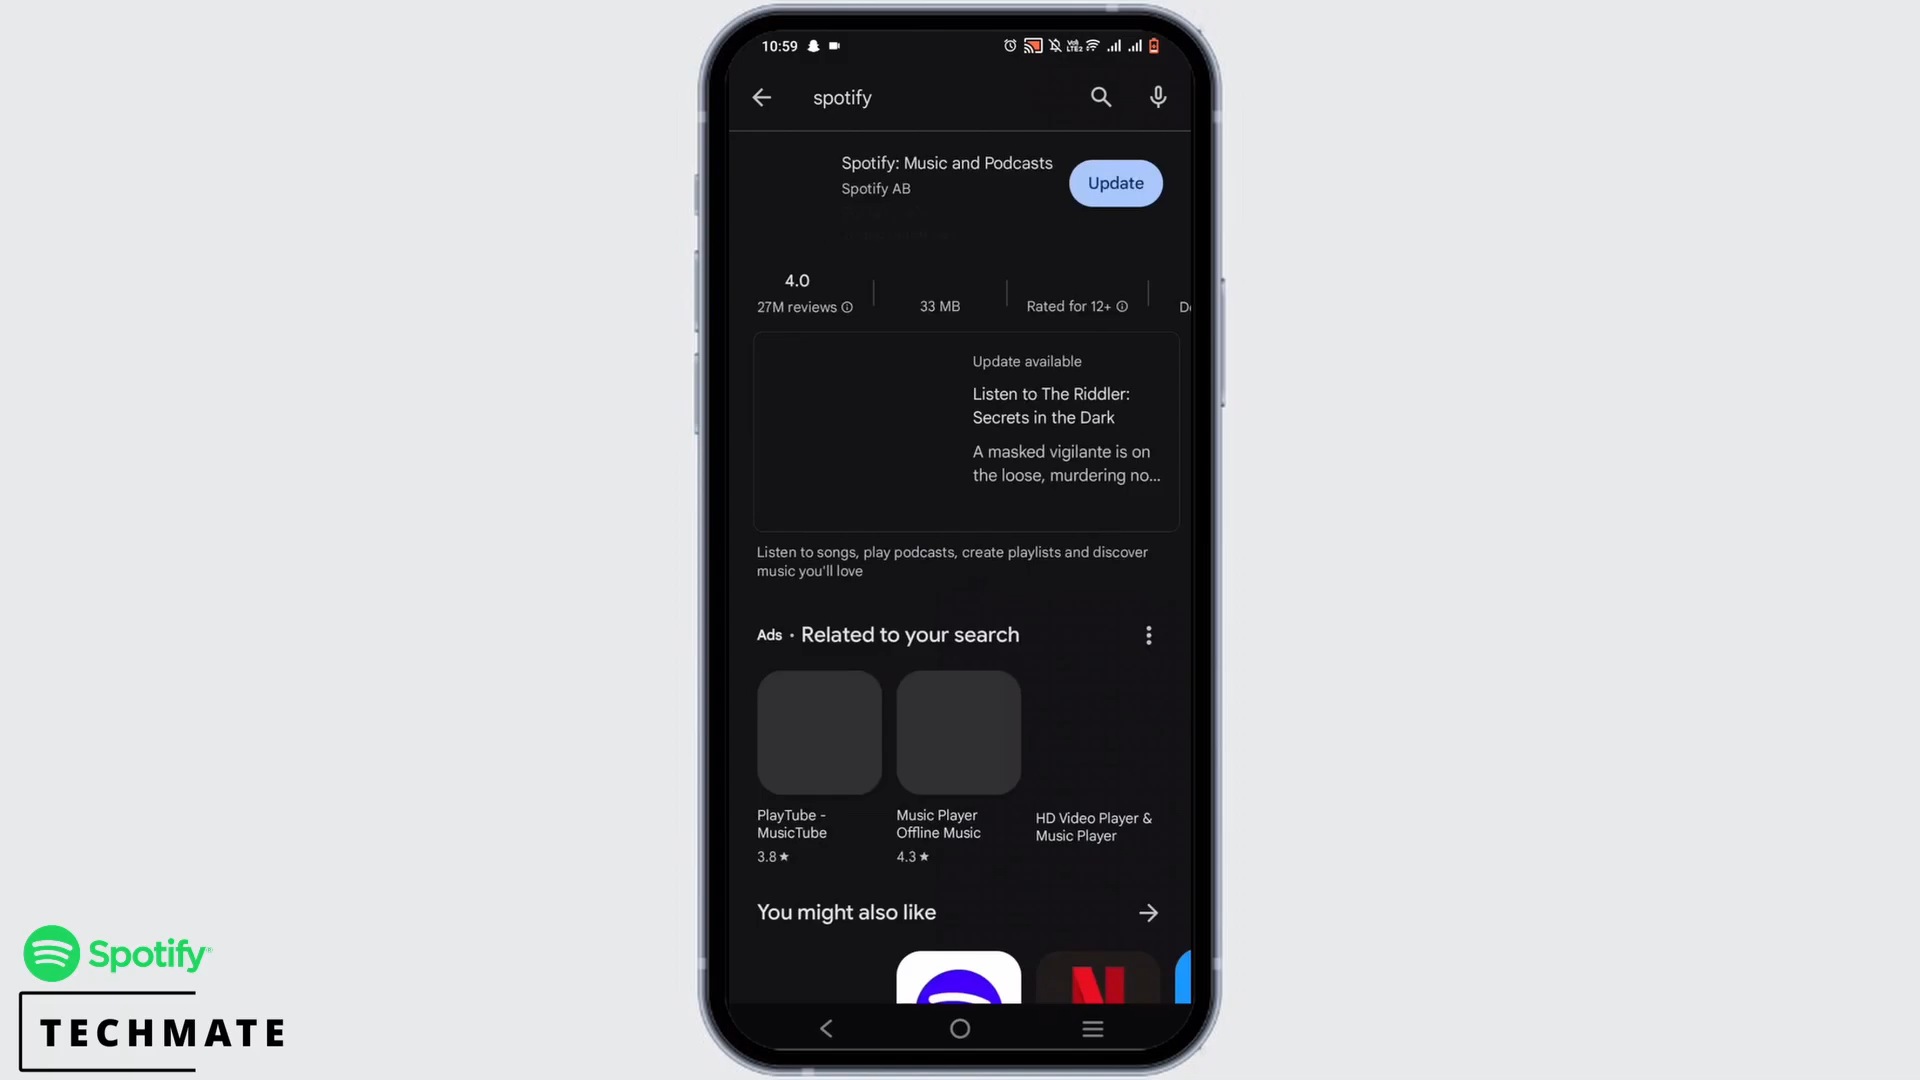 10:59
spotify
Spotify: Music and Podcasts
Spotify AB
Update
4.0
27M reviews
33 MB
Rated for 12+
Update available
Listen to The Riddler:
Secrets in the Dark
A masked vigilante is on
the loose, murdering no...
Listen to songs, play podcasts, create playlists and discover
music you'll love
Ads · Related to your search
PlayTube -
MusicTube
3.8★
Music Player
Offline Music
4.3★
HD Video Player &
Music Player
You might also like
Spotify
TECHMATE